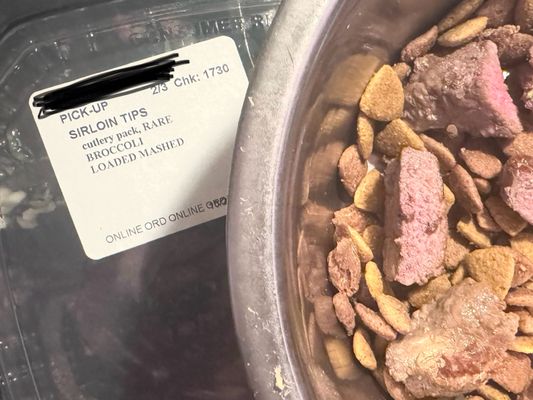 2/3 Chk: 1730
PICK-UP
SIRLOIN TIPS
cutlery pack, RARE
BROCCOLI
LOADED MASHED
ONLINE ORD ONLINE